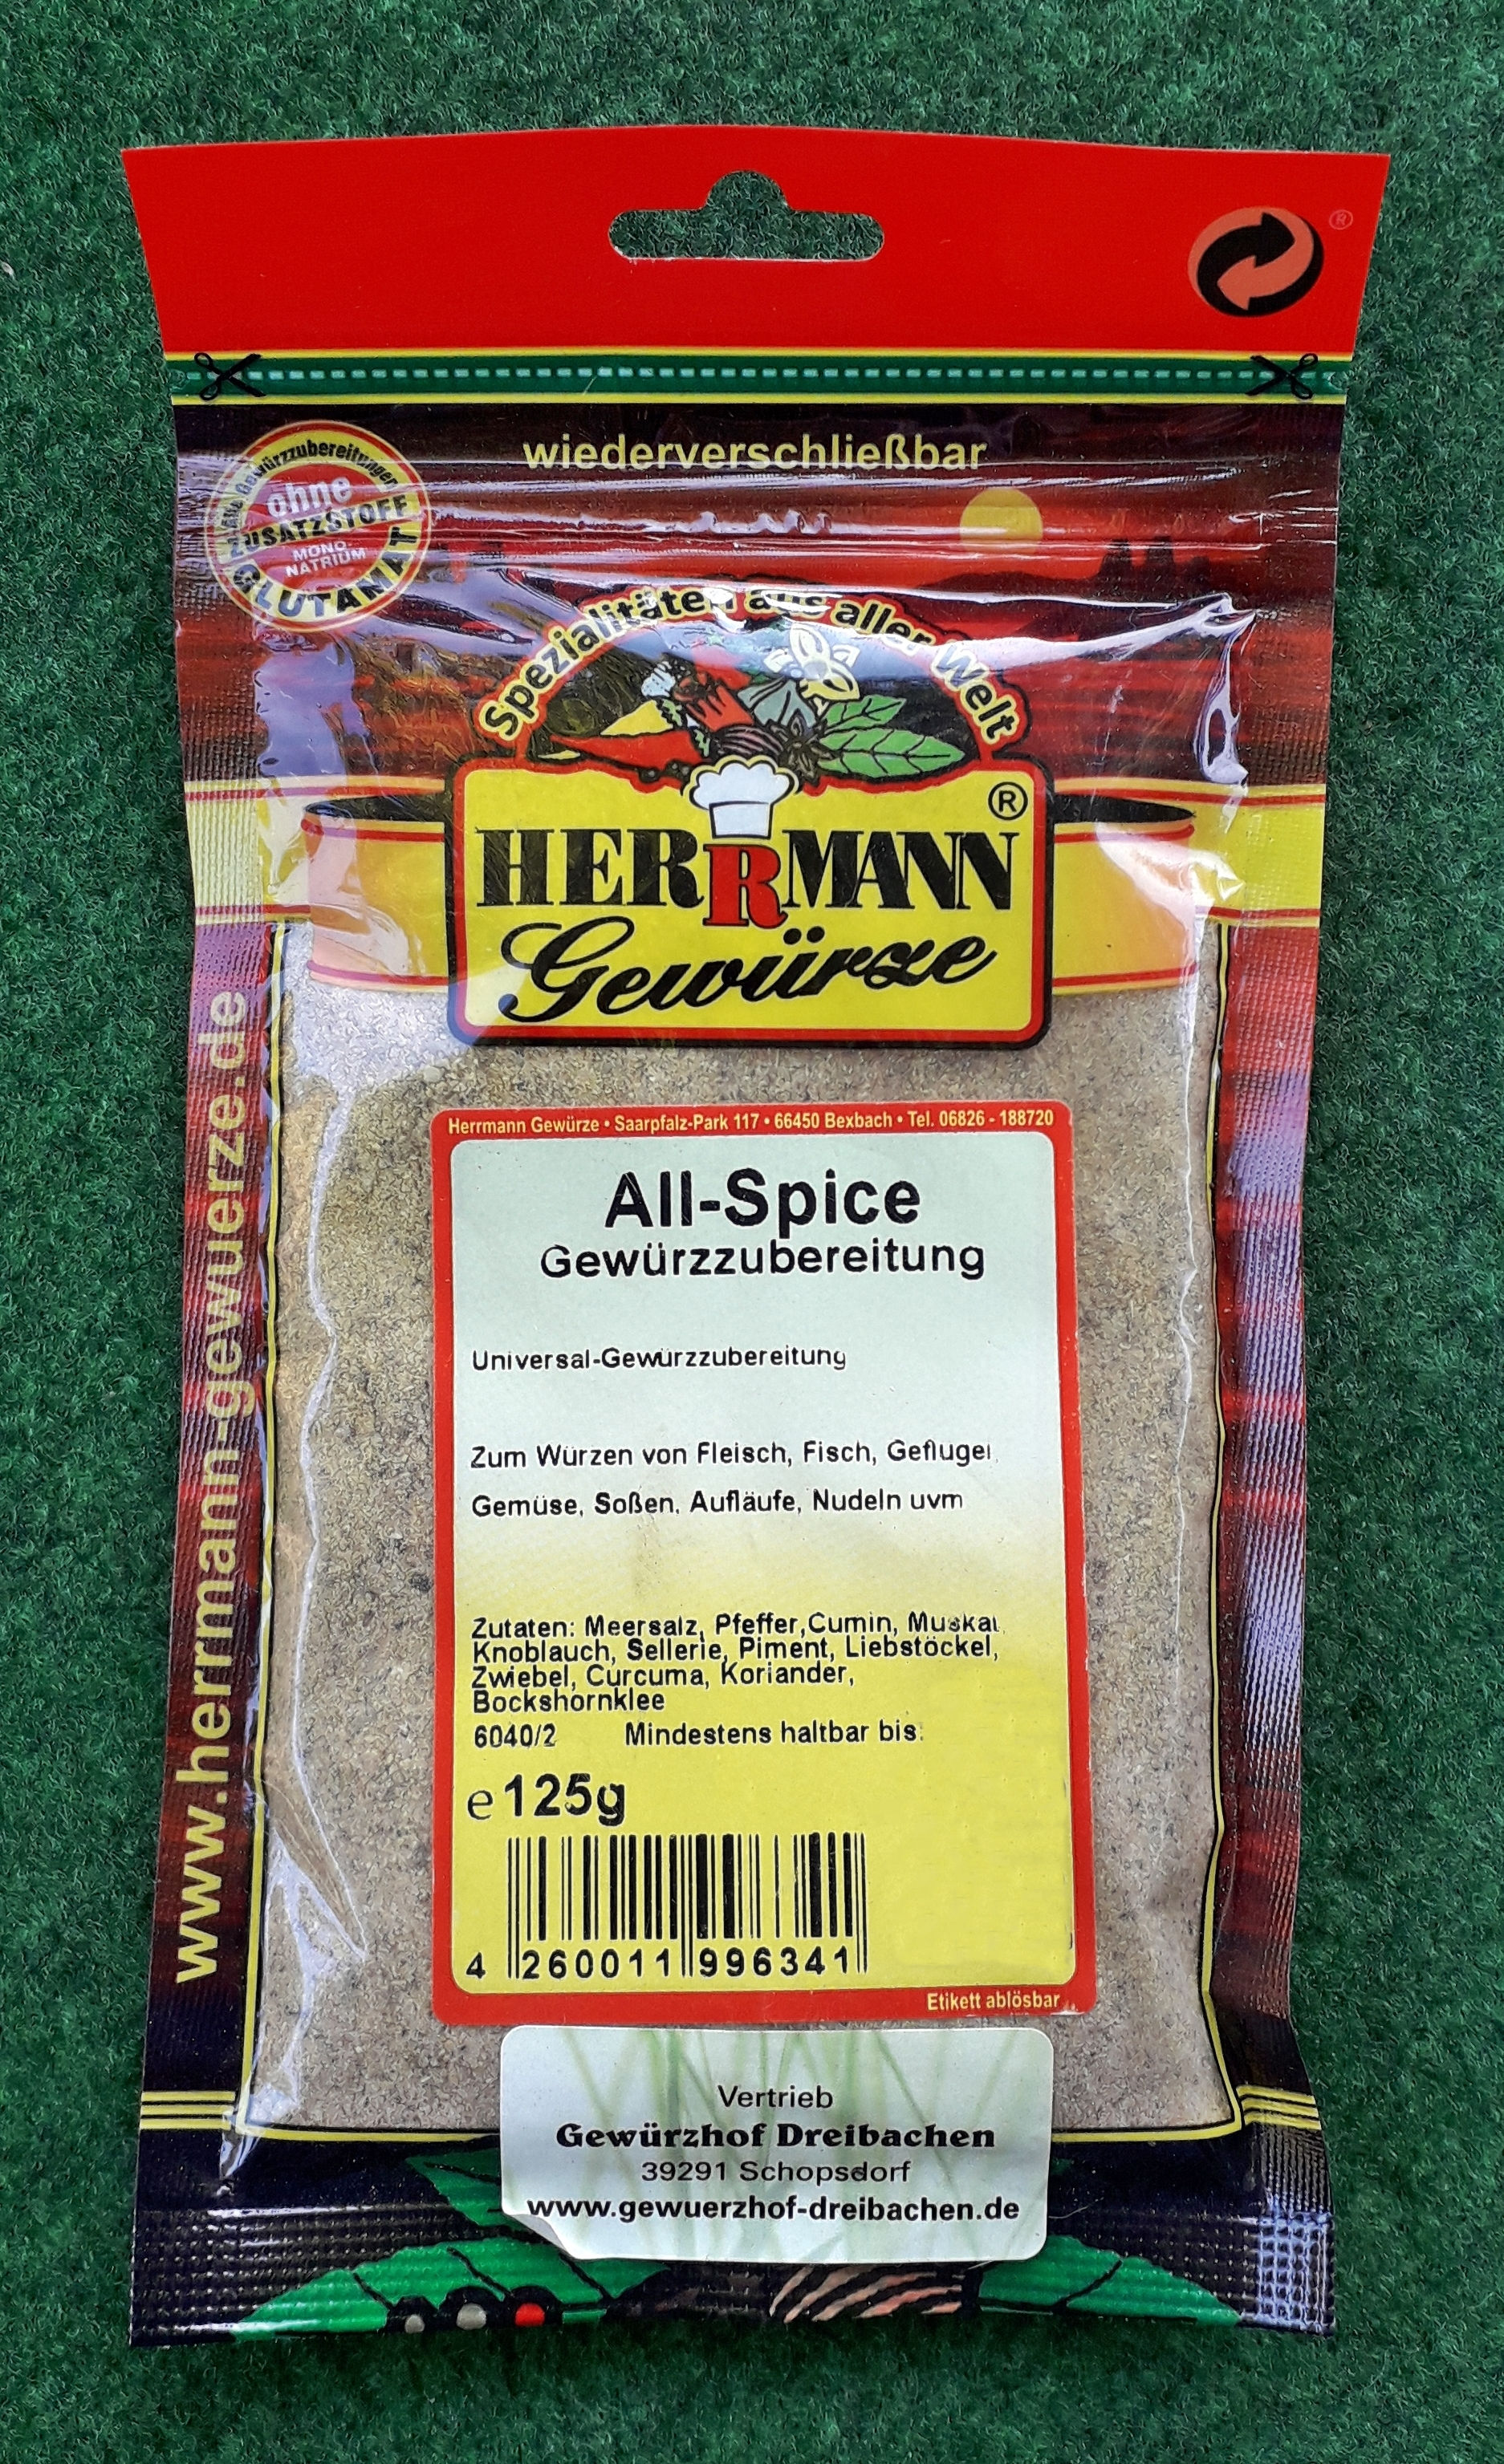 ®
wiederverschließbar
Gewürzzubereitungen
ohne
ZUSATZSTOFF
MONO-
NATRIUM
GLUTAMAT
Spezialitäten aus aller Welt
®
HERRMANN
Gewürze
www.herrmann-gewuerze.de
Herrmann Gewürze • Saarpfalz-Park 117 • 66450 Bexbach • Tel. 06826 - 188720
All-Spice
Gewürzzubereitung
Universal-Gewürzzubereitung
Zum Würzen von Fleisch, Fisch, Geflügel,
Gemüse, Soßen, Aufläufe, Nudeln uvm
Zutaten: Meersalz, Pfeffer,Cumin, Muskat,
Knoblauch, Sellerie, Piment, Liebstöckel,
Zwiebel, Curcuma, Koriander,
Bockshornklee
6040/2 Mindestens haltbar bis:
e 125g
4 260011 996341
Etikett ablösbar
Vertrieb
Gewürzhof Dreibachen
39291 Schopsdorf
www.gewuerzhof-dreibachen.de